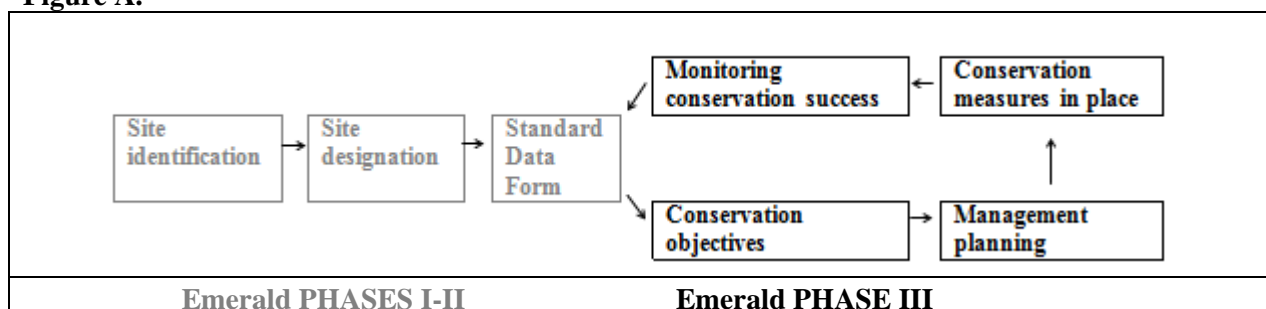 Figure A.
Monitoring
conservation success
Conservation
measures in place
Site
identification
Site
designation
Standard
Data
Form
Conservation
objectives
Management
planning
Emerald PHASES I-II
Emerald PHASE III